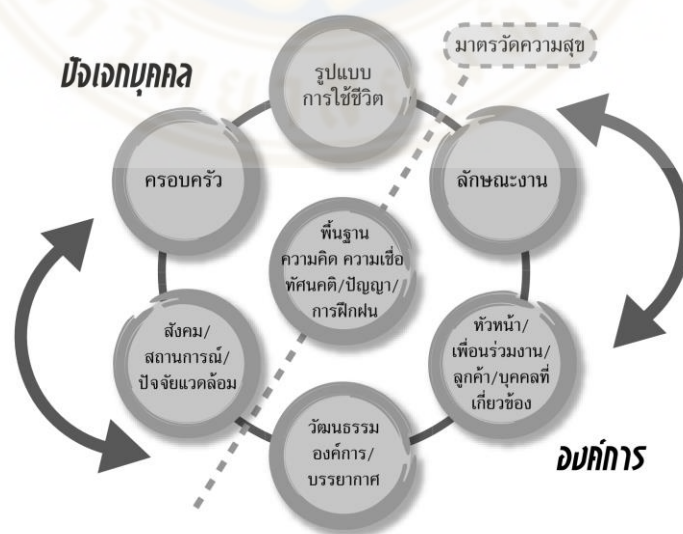 มาตรวัดความสุข
ปัจเจกบุคคล
รูปแบบ
การใช้ชีวิต
ครอบครัว
ลักษณะงาน
พื้นฐาน
ความคิด ความเชื่อ
ทัศนคติ/ปัญญา/
การฝึกฝน
สังคม/
สถานการณ์/
ปัจจัยแวดล้อม
หัวหน้า/
เพื่อนร่วมงาน/
ลูกค้า/บุคคลที่
เกี่ยวข้อง
วัฒนธรรม
องค์การ/
บรรยากาศ
องค์การ